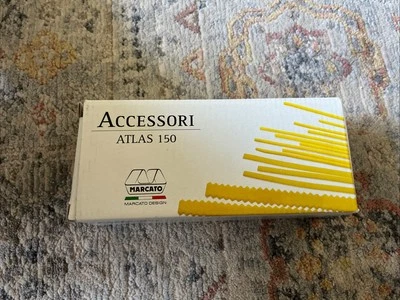 ACCESSORI
ATLAS 150
MARCATO
MARCATO DESIGN